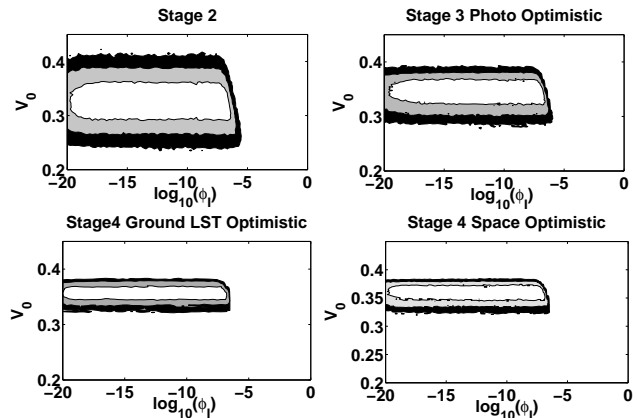 Stage 2
0.4
0.3
0.2
V0
−20 −15 −10 −5 0
log10(ϕl)
Stage 3 Photo Optimistic
0.4
0.3
0.2
V0
−20 −15 −10 −5 0
log10(ϕl)
Stage4 Ground LST Optimistic
0.4
0.3
0.2
V0
−20 −15 −10 −5 0
log10(ϕl)
Stage 4 Space Optimistic
0.4
0.35
0.3
0.25
0.2
V0
−20 −15 −10 −5 0
log10(ϕl)